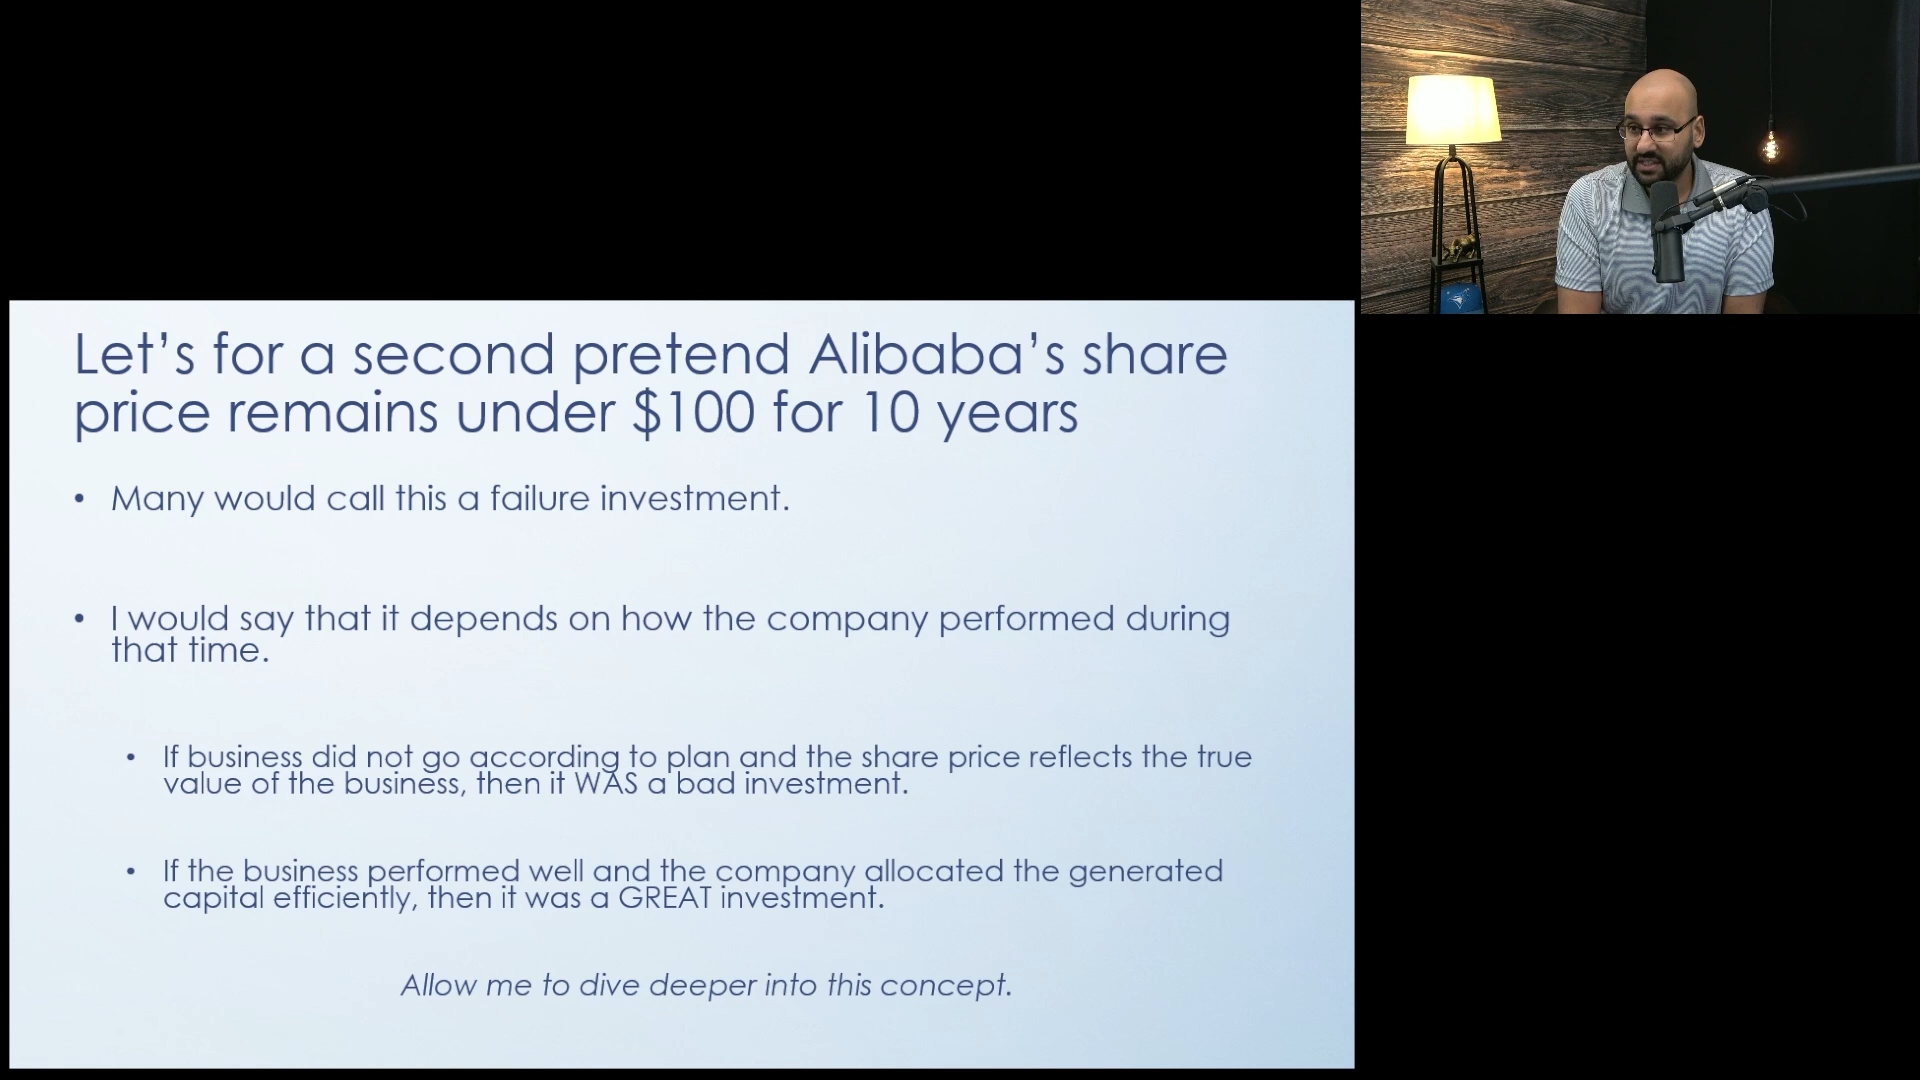 Let’s for a second pretend Alibaba’s share
price remains under $100 for 10 years
• Many would call this a failure investment.
• I would say that it depends on how the company performed during
that time.
• If business did not go according to plan and the share price reflects the true
value of the business, then it WAS a bad investment.
• If the business performed well and the company allocated the generated
capital efficiently, then it was a GREAT investment.
Allow me to dive deeper into this concept.